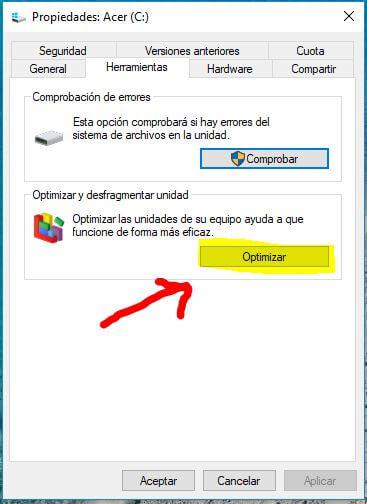 Propiedades: Acer (C:)
Seguridad Versiones anteriores Cuota
General Herramientas Hardware Compartir
Comprobación de errores
Esta opción comprobará si hay errores del
sistema de archivos en la unidad.
Comprobar
Optimizar y desfragmentar unidad
Optimizar las unidades de su equipo ayuda a que
funcione de forma más eficaz.
Optimizar
Aceptar Cancelar Aplicar